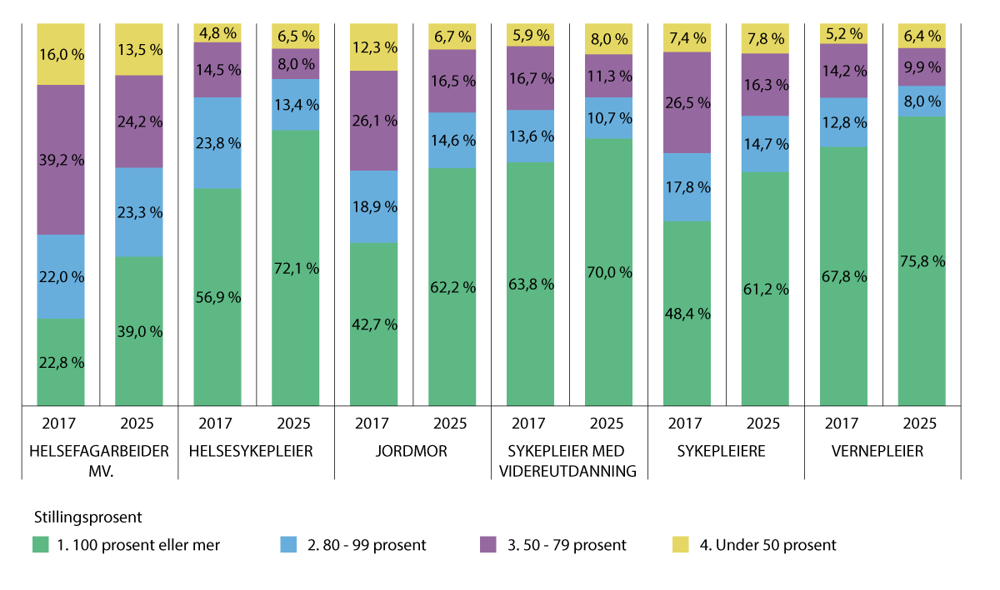 16,0 % 13,5 % 4,8 % 6,5 % 12,3 % 6,7 % 5,9 % 8,0 % 7,4 % 7,8 % 5,2 % 6,4 %
39,2 % 24,2 % 14,5 % 8,0 % 26,1 % 16,5 % 16,7 % 11,3 % 26,5 % 16,3 % 14,2 % 9,9 %
22,0 % 23,3 % 23,8 % 13,4 % 18,9 % 14,6 % 13,6 % 10,7 % 17,8 % 14,7 % 12,8 % 8,0 %
22,8 % 39,0 % 56,9 % 72,1 % 42,7 % 62,2 % 63,8 % 70,0 % 48,4 % 61,2 % 67,8 % 75,8 %
2017 2025 2017 2025 2017 2025 2017 2025 2017 2025 2017 2025
HELSEFAGARBEIDER
MV.
HELSESYKEPLEIER
JORDMOR
SYKEPLEIER MED
VIDEREUTDANNING
SYKEPLEIERE
VERNEPLEIER
Stillingsprosent
1. 100 prosent eller mer
2. 80 - 99 prosent
3. 50 - 79 prosent
4. Under 50 prosent